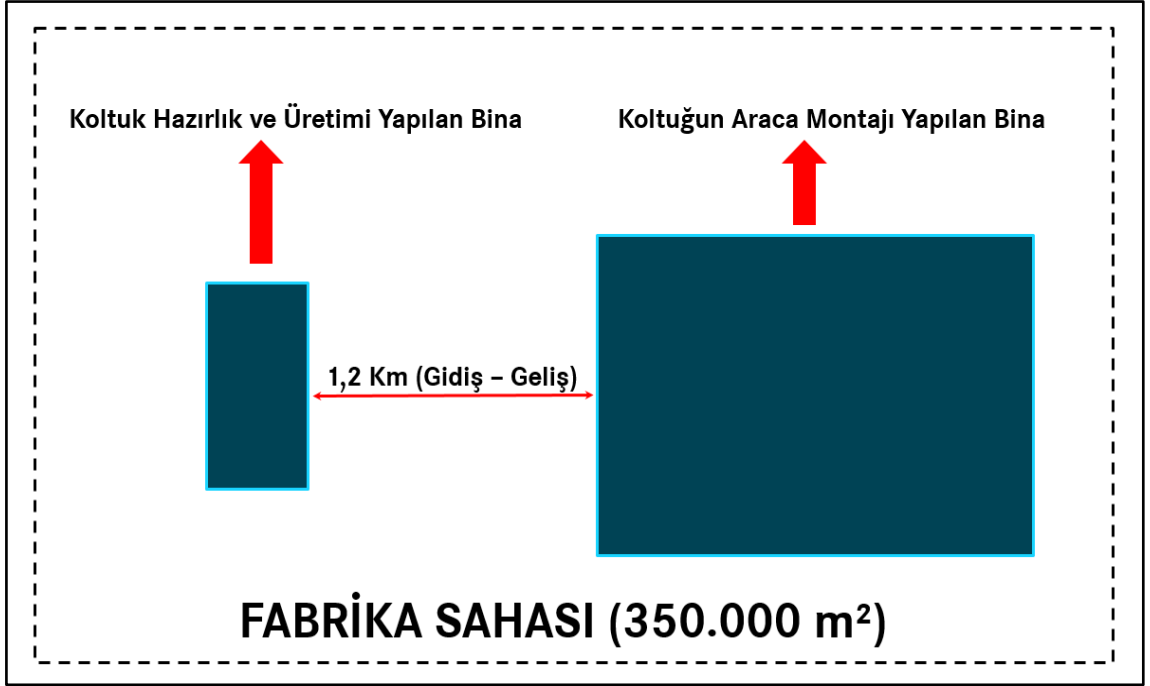 Koltuk Hazırlık ve Üretimi Yapılan Bina
Koltuğun Araca Montajı Yapılan Bina
1,2 Km (Gidiş – Geliş)
FABRİKA SAHASI (350.000 m²)